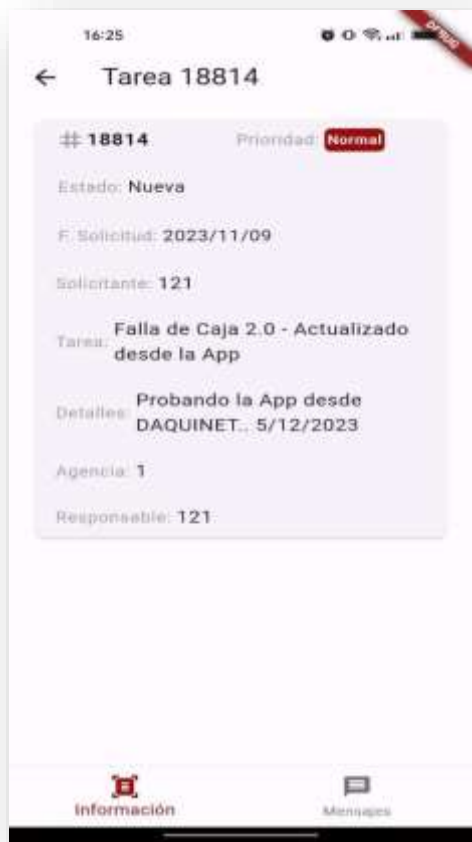 16:25
DEBUG
← Tarea 18814
# 18814 Prioridad: Normal
Estado: Nueva
F. Solicitud: 2023/11/09
Solicitante: 121
Tarea: Falla de Caja 2.0 - Actualizado
desde la App
Detalles: Probando la App desde
DAQUINET.. 5/12/2023
Agencia: 1
Responsable: 121
Información Mensajes